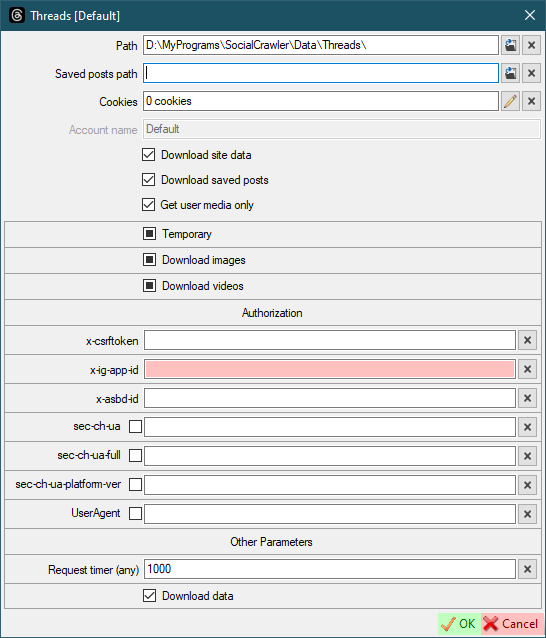 Threads [Default]
Path D:\MyPrograms\SocialCrawler\Data\Threads\
Saved posts path
Cookies 0 cookies
Account name Default
Download site data
Download saved posts
Get user media only
Temporary
Download images
Download videos
Authorization
x-csrftoken
x-ig-app-id
x-asbd-id
sec-ch-ua
sec-ch-ua-full
sec-ch-ua-platform-ver
UserAgent
Other Parameters
Request timer (any) 1000
Download data
OK Cancel